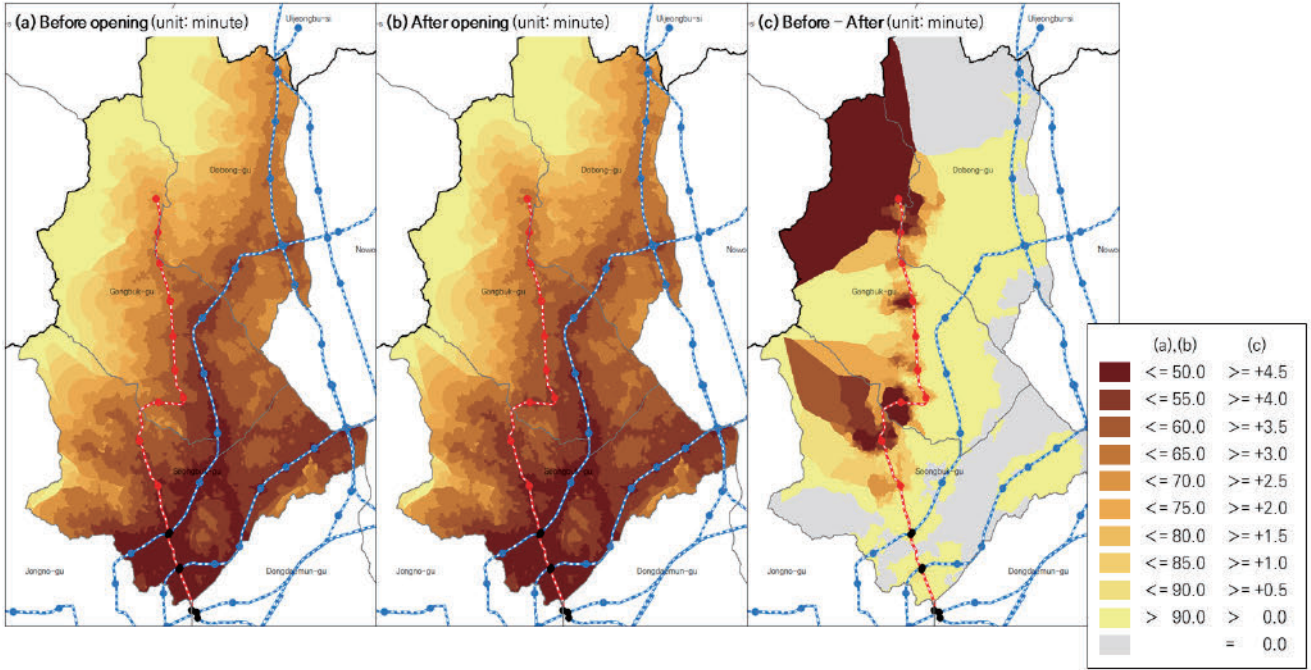 (a) Before opening (unit: minute)
Uijeongbu-si
Dobong-gu
Nowo
Gangbuk-gu
Seongbuk-gu
Jongno-gu
Dongdaemun-gu
(b) After opening (unit: minute)
Uijeongbu-si
Dobong-gu
Nowo
Gangbuk-gu
Seongbuk-gu
Jongno-gu
Dongdaemun-gu
(c) Before – After (unit: minute)
Uijeongbu-si
Dobong-gu
Nowo
Gangbuk-gu
Seongbuk-gu
Jongno-gu
Dongdaemun-gu
(a),(b) (c)
<= 50.0 >= +4.5
<= 55.0 >= +4.0
<= 60.0 >= +3.5
<= 65.0 >= +3.0
<= 70.0 >= +2.5
<= 75.0 >= +2.0
<= 80.0 >= +1.5
<= 85.0 >= +1.0
<= 90.0 >= +0.5
> 90.0 > 0.0
= 0.0